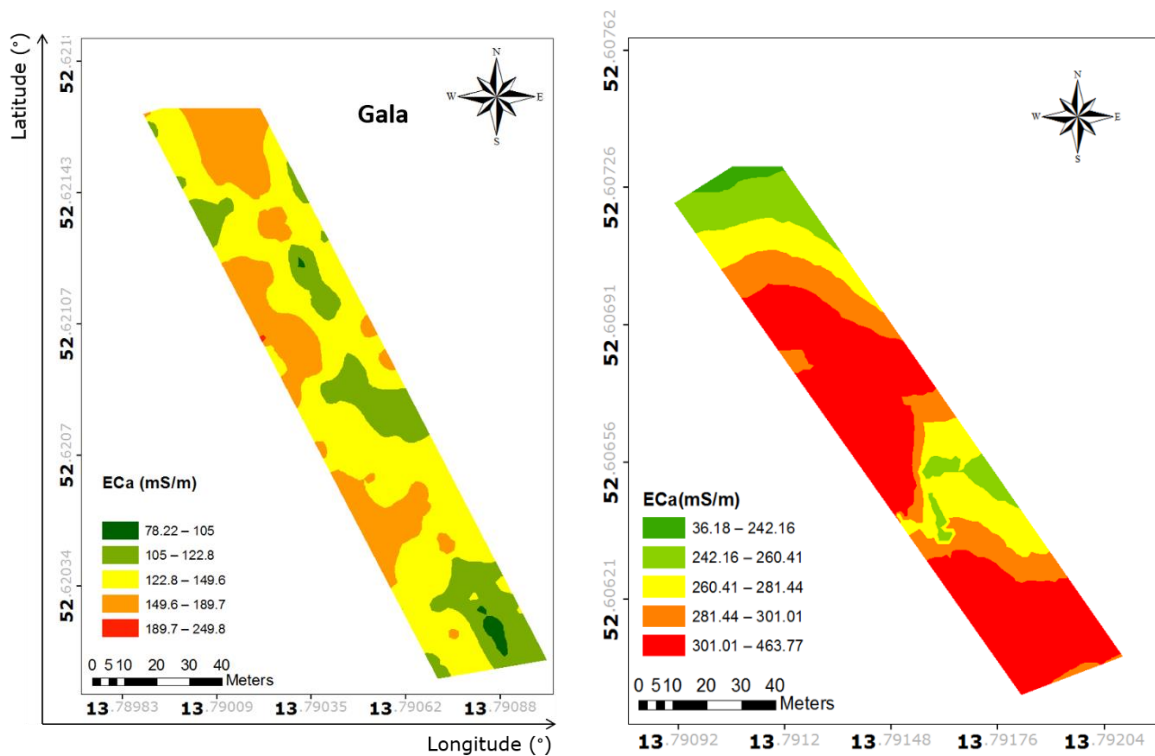 Latitude (°)
52.6218
52.62143
52.62107
52.6207
52.62034
Gala
N
W E
S
ECa (mS/m)
78.22 – 105
105 – 122.8
122.8 – 149.6
149.6 – 189.7
189.7 – 249.8
0 5 10 20 30 40
Meters
13.78983 13.79009 13.79035 13.79062 13.79088
Longitude (°)
52.60762
52.60726
52.60691
52.60656
52.60621
N
W E
S
ECa(mS/m)
36.18 – 242.16
242.16 – 260.41
260.41 – 281.44
281.44 – 301.01
301.01 – 463.77
0 5 10 20 30 40
Meters
13.79092 13.7912 13.79148 13.79176 13.79204